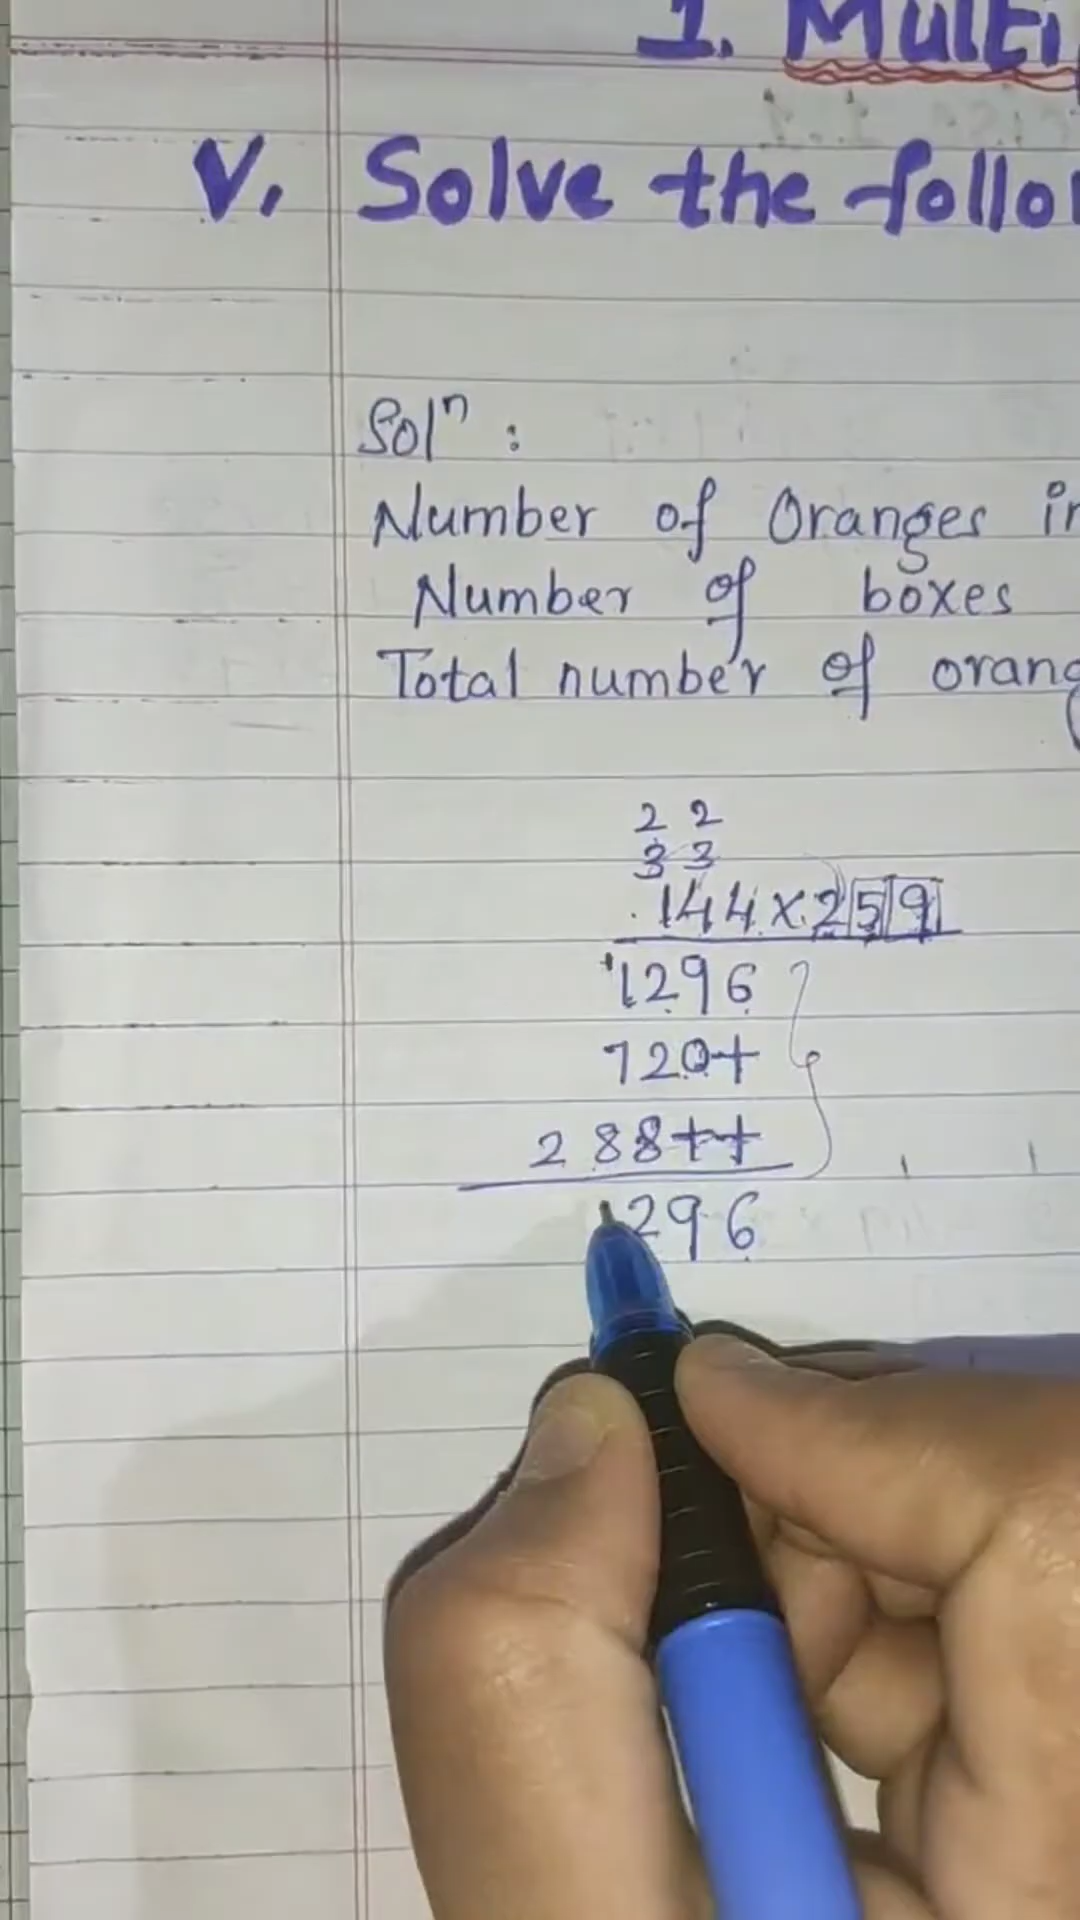 1. Multi
V. Solve the follo
Solⁿ :
Number of Oranges in
Number of boxes
Total number of orang
2 2
3 3
144×259
1296
720+
288++
296